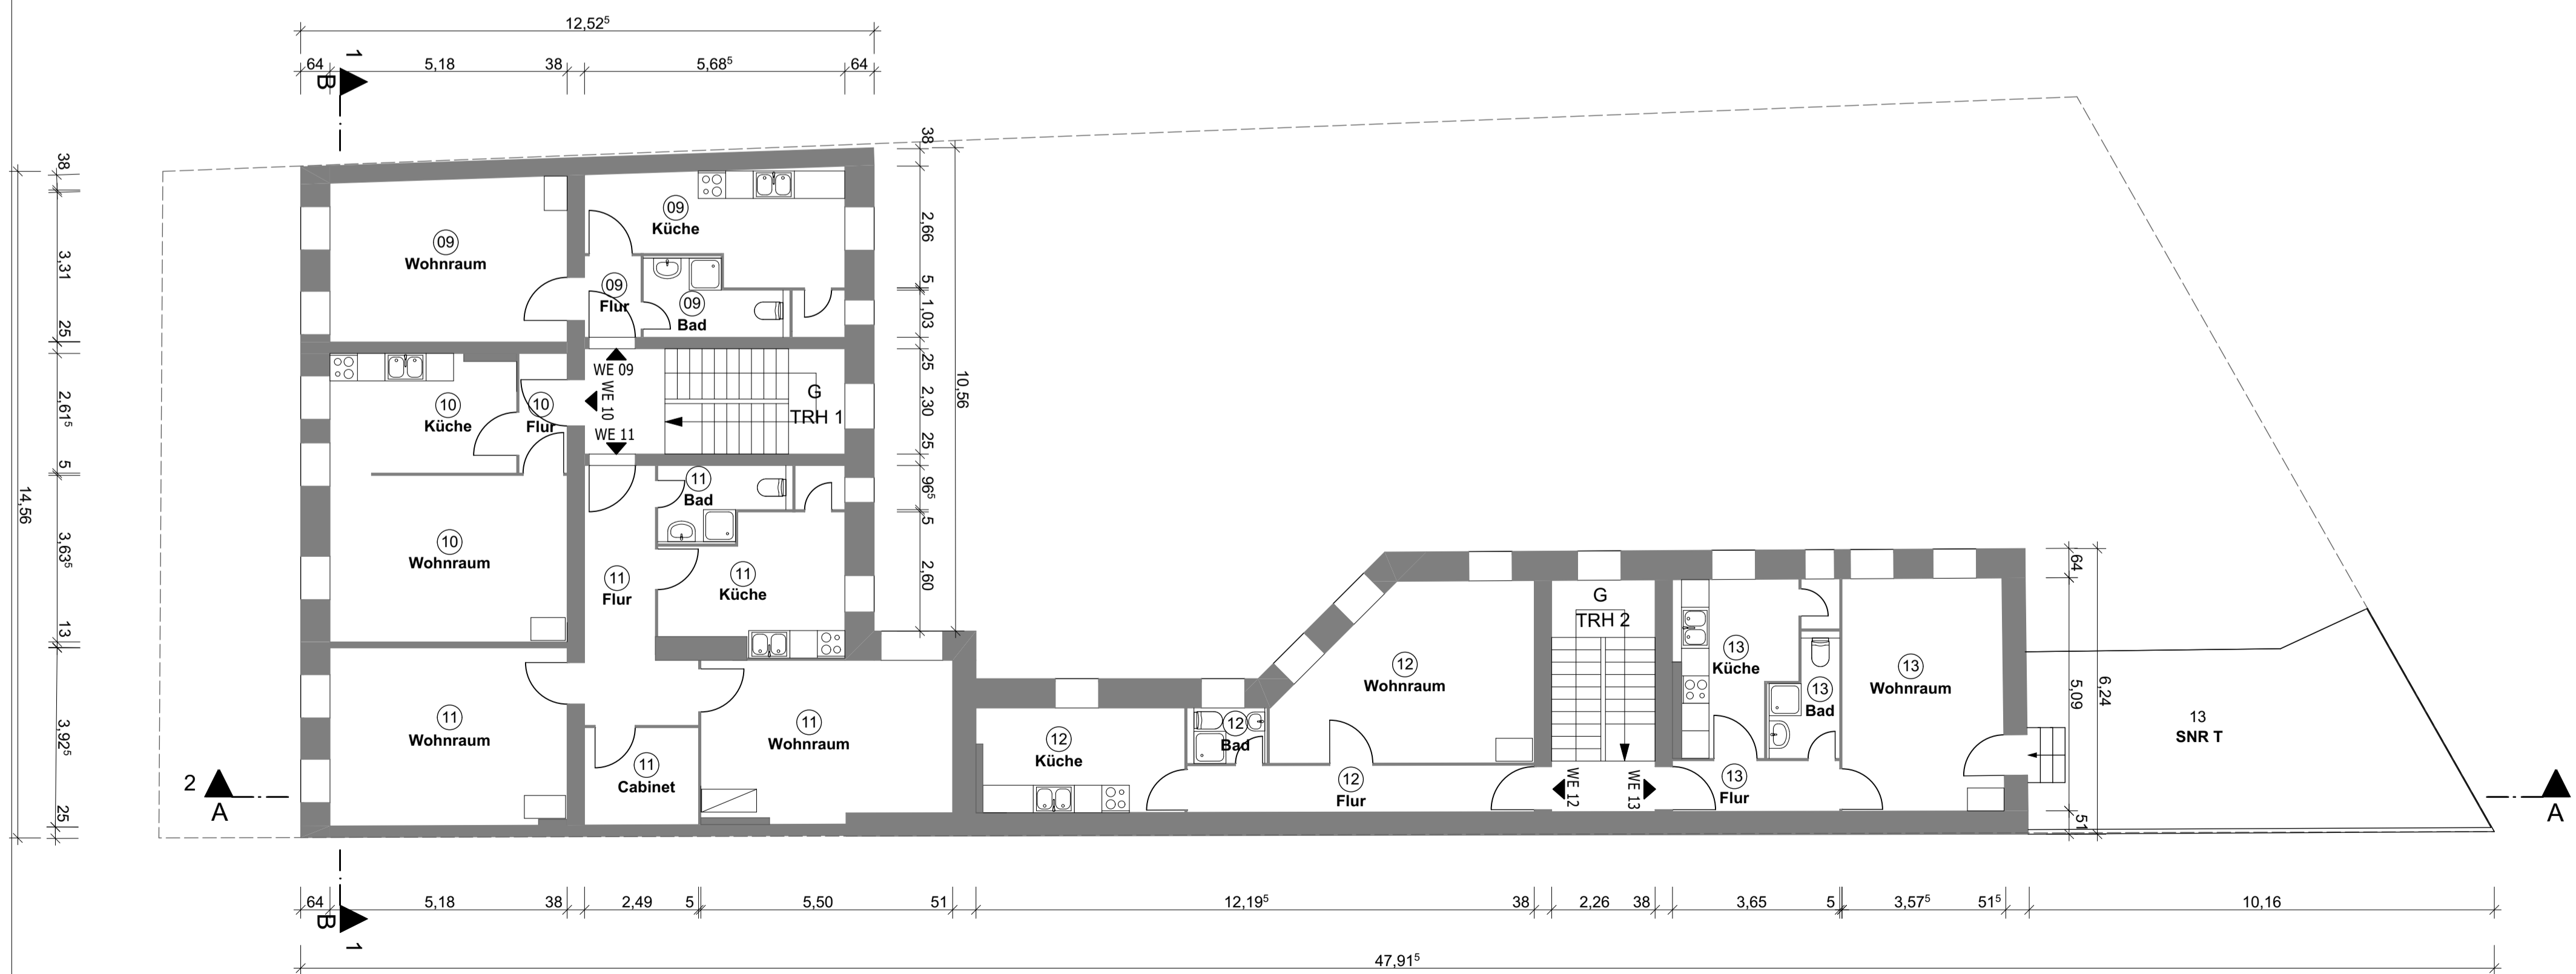 12,52⁵
64
5,18
38
5,68⁵
64
1
B
38
3,31
25
2,61⁵
5
3,63⁵
13
3,92⁵
25
14,56
38
2,66
5
1,03
25
2,30
25
96⁵
5
2,60
10,56
09
Wohnraum
09
Küche
09
Flur
09
Bad
WE 09
WE 10
WE 11
G
TRH 1
10
Küche
10
Flur
10
Wohnraum
11
Bad
11
Flur
11
Küche
11
Wohnraum
11
Cabinet
11
Wohnraum
12
Küche
12
Bad
12
Wohnraum
12
Flur
G
TRH 2
WE 12
WE 13
13
Küche
13
Bad
13
Wohnraum
13
Flur
13
SNR T
64
5,09
51
6,24
2
A
A
B
1
64
5,18
38
2,49
5
5,50
51
12,19⁵
38
2,26
38
3,65
5
3,57⁵
51⁵
10,16
47,91⁵